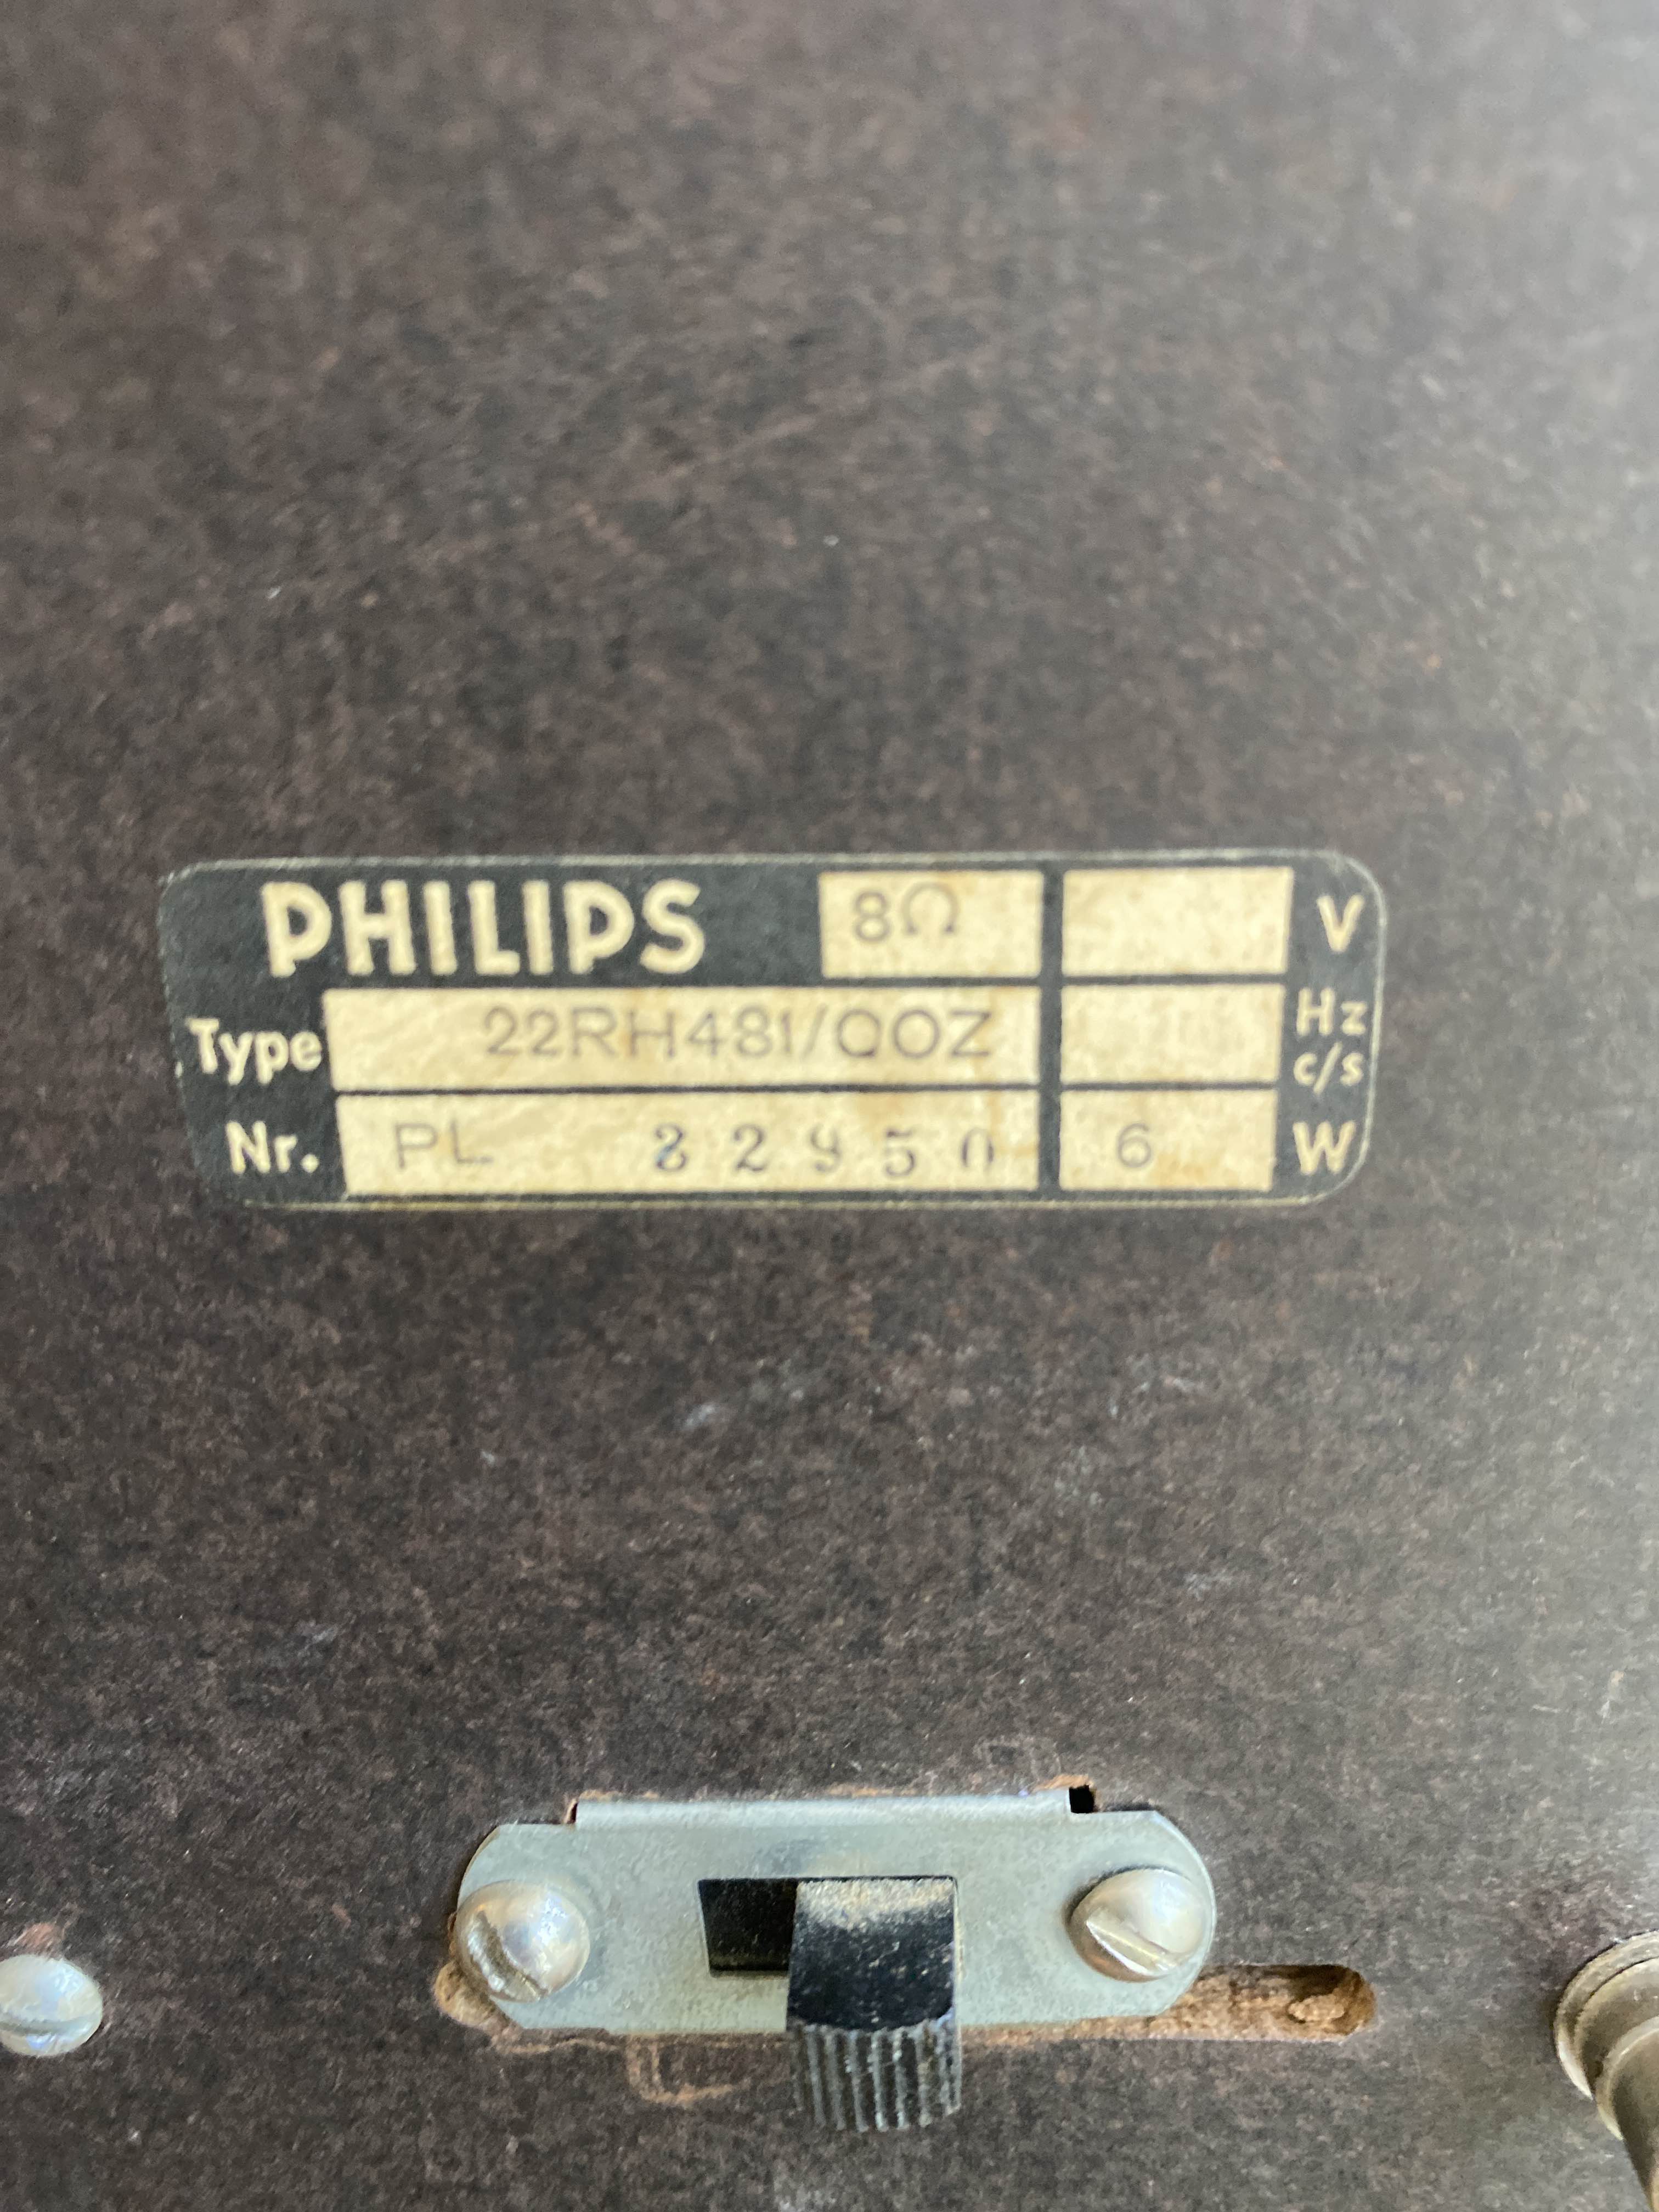 PHILIPS 8Ω V
Type 22RH481/00Z Hz
c/s
Nr. PL 82950 6 W